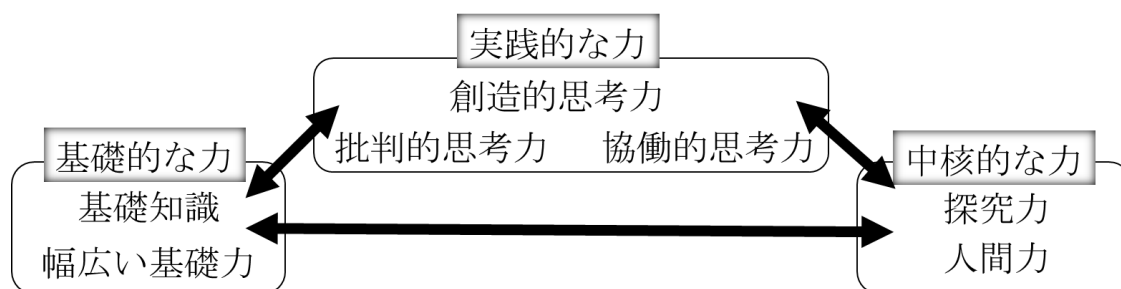 実践的な力
創造的思考力
批判的思考力 協働的思考力
基礎的な力
基礎知識
幅広い基礎力
中核的な力
探究力
人間力